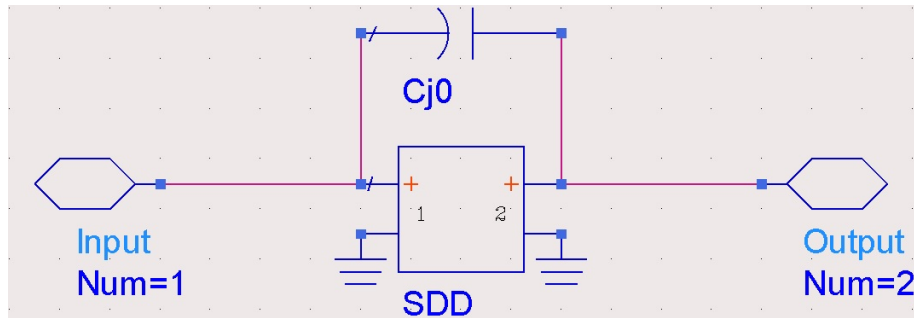 Cj0
+ +
1 2
Input
Num=1
Output
Num=2
SDD